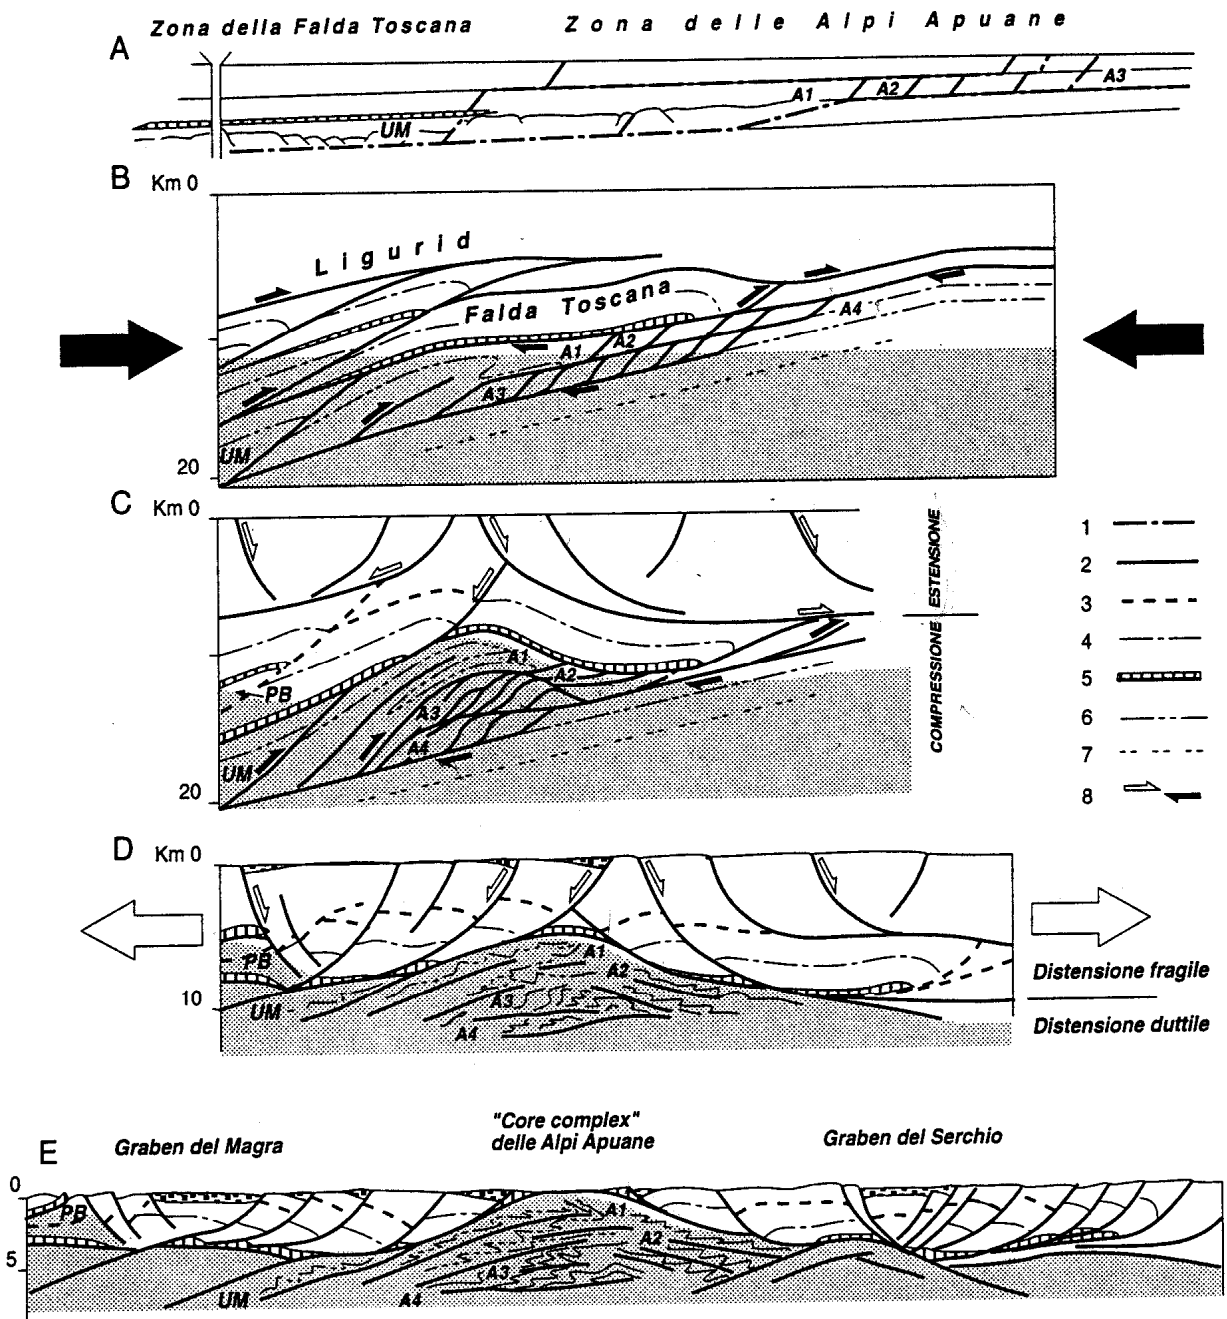 Zona della Falda Toscana
Zona delle Alpi Apuane
A
A3
A2
A1
UM
B
Km 0
Ligurid
Falda Toscana
A4
A2
A1
A3
UM
20
C
Km 0
COMPRESSIONE ESTENSIONE
A1
A2
PB
A3
A4
UM
20
1
2
3
4
5
6
7
8
D
Km 0
A1
PB
A2
Distensione fragile
A3
10
UM
Distensione duttile
A4
"Core complex"
delle Alpi Apuane
Graben del Magra
Graben del Serchio
E
0
PB
A1
A2
5
A3
UM
A4